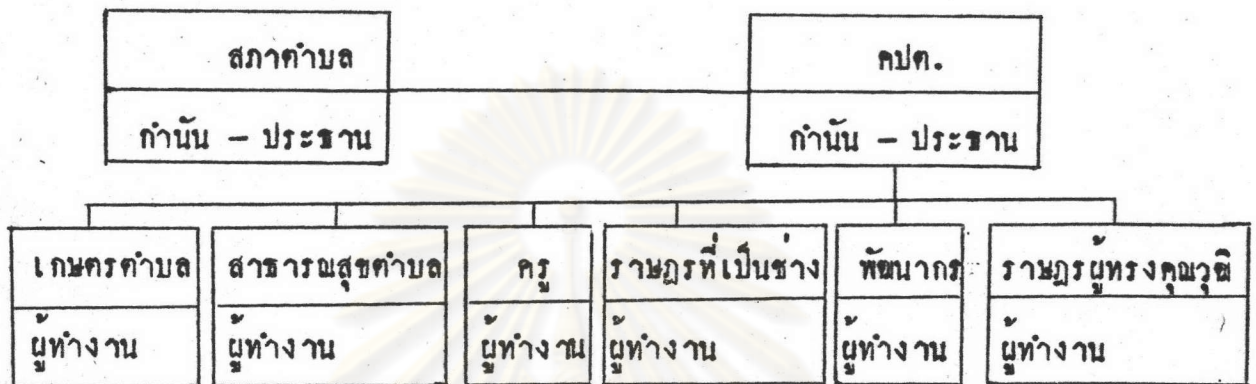 สภาตำบล
กำนัน - ประธาน
คปต.
กำนัน - ประธาน
เกษตรตำบล
ผู้ทำงาน
สาธารณสุขตำบล
ผู้ทำงาน
ครู
ผู้ทำงาน
ราษฎรที่เป็นช่าง
ผู้ทำงาน
พัฒนากร
ผู้ทำงาน
ราษฎรผู้ทรงคุณวุฒิ
ผู้ทำงาน